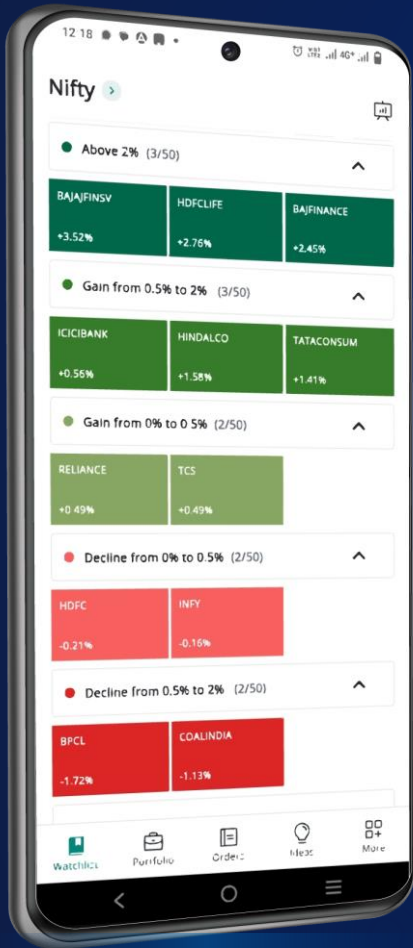 12 18
4G+
Nifty
Above 2% (3/50)
BAJAJFINSV HDFCLIFE BAJFINANCE
+3.52% +2.76% +2.45%
Gain from 0.5% to 2% (3/50)
ICICIBANK HINDALCO TATACONSUM
+0.56% +1.58% +1.41%
Gain from 0% to 0 5% (2/50)
RELIANCE TCS
+0 49% +0.49%
Decline from 0% to 0.5% (2/50)
HDFC INFY
-0.21% -0.16%
Decline from 0.5% to 2% (2/50)
BPCL COALINDIA
-1.72% -1.13%
Watchlist Portfolio Orders Ideas More